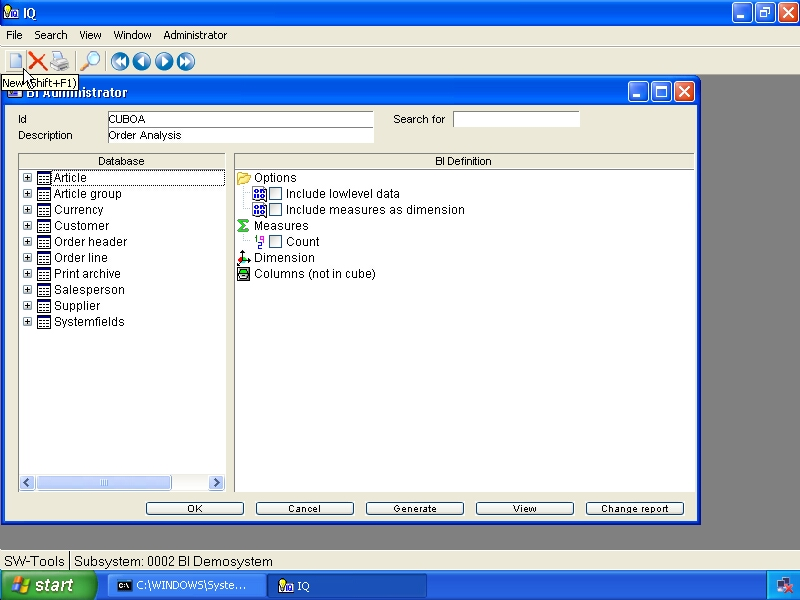 IQ
File Search View Window Administrator
New (Shift+F1)
BI Administrator
Id CUBOA Search for
Description Order Analysis
Database BI Definition
Article
Article group
Currency
Customer
Order header
Order line
Print archive
Salesperson
Supplier
Systemfields
Options
Include lowlevel data
Include measures as dimension
Measures
Count
Dimension
Columns (not in cube)
OK Cancel Generate View Change report
SW-Tools Subsystem: 0002 BI Demosystem
start C:\WINDOWS\Syste... IQ